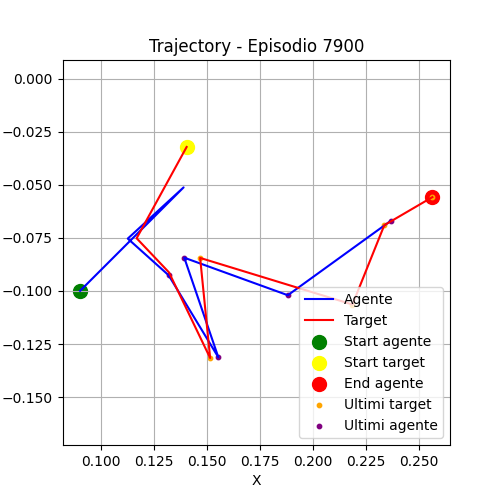 Trajectory - Episodio 7900
0.000
−0.025
−0.050
−0.075
−0.100
−0.125
−0.150
Agente
Target
Start agente
Start target
End agente
Ultimi target
Ultimi agente
0.100 0.125 0.150 0.175 0.200 0.225 0.250
X